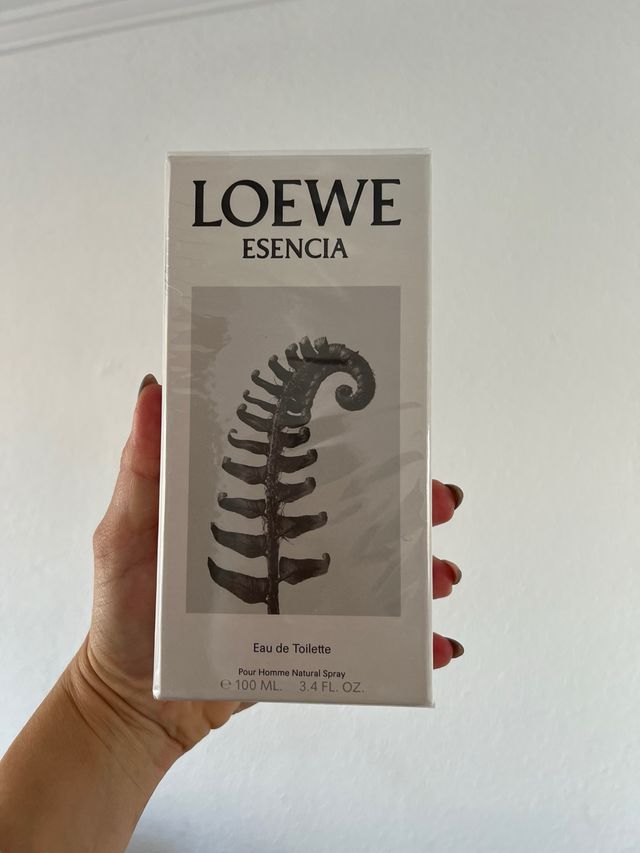 LOEWE
ESENCIA
Eau de Toilette
Pour Homme Natural Spray
℮ 100 ML. 3.4 FL. OZ.